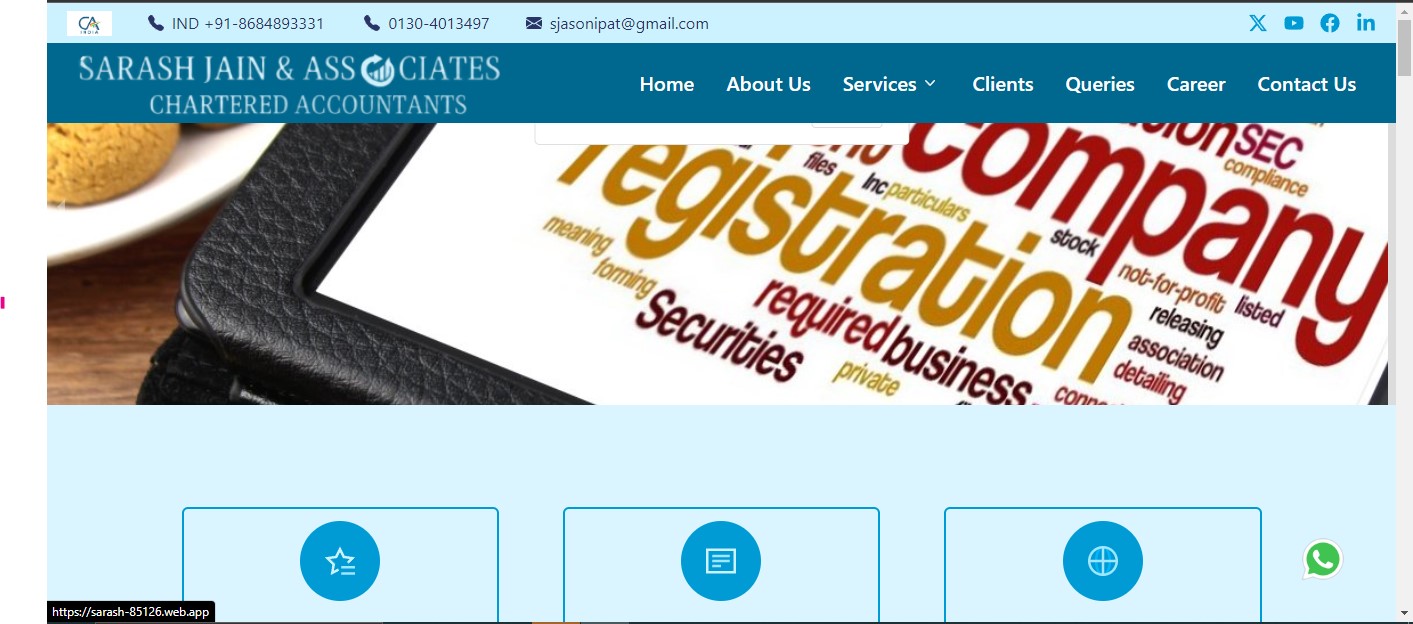 CA
INDIA
IND +91-8684893331
0130-4013497
sjasonipat@gmail.com
SARASH JAIN & ASSOCIATES
CHARTERED ACCOUNTANTS
Home
About Us
Services
Clients
Queries
Career
Contact Us
company
SEC
compliance
files
Inc
particulars
registration
stock
meaning
forming
not-for-profit
listed
releasing
required
business
Securities
association
detailing
private
https://sarash-85126.web.app